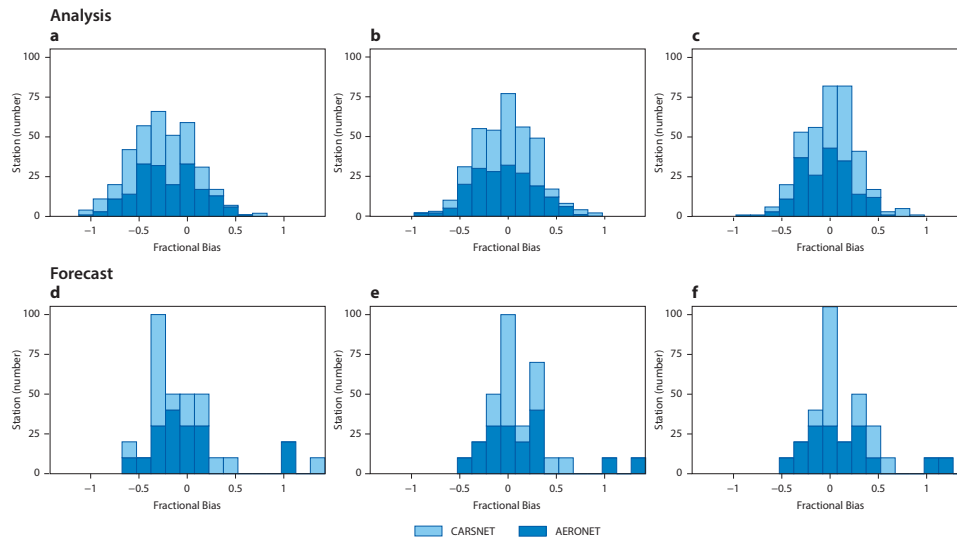 Analysis
a
b
c
100
75
50
25
0
Station (number)
−1
−0.5
0
0.5
1
Fractional Bias
100
75
50
25
0
Station (number)
−1
−0.5
0
0.5
1
Fractional Bias
100
75
50
25
0
Station (number)
−1
−0.5
0
0.5
1
Fractional Bias
Forecast
d
e
f
100
75
50
25
0
Station (number)
−1
−0.5
0
0.5
1
Fractional Bias
100
75
50
25
0
Station (number)
−1
−0.5
0
0.5
1
Fractional Bias
100
75
50
25
0
Station (number)
−1
−0.5
0
0.5
1
Fractional Bias
CARSNET
AERONET